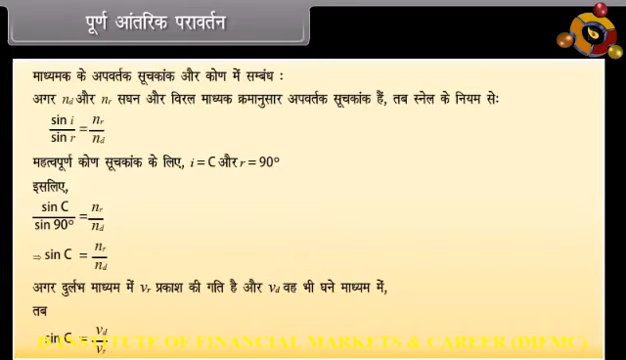 पूर्ण आंतरिक परावर्तन
माध्यमक के अपवर्तक सूचकांक और कोण में सम्बंध :
अगर n_d और n_r सघन और विरल माध्यक क्रमानुसार अपवर्तक सूचकांक हैं, तब स्नेल के नियम से:
sin i / sin r = n_r / n_d
महत्वपूर्ण कोण सूचकांक के लिए, i = C और r = 90°
इसलिए,
sin C / sin 90° = n_r / n_d
⇒ sin C = n_r / n_d
अगर दुर्लभ माध्यम में v_r प्रकाश की गति है और v_d वह भी घने माध्यम में,
तब
sin C = v_d / v_r
INSTITUTE OF FINANCIAL MARKETS & CAREER (DIFMC)